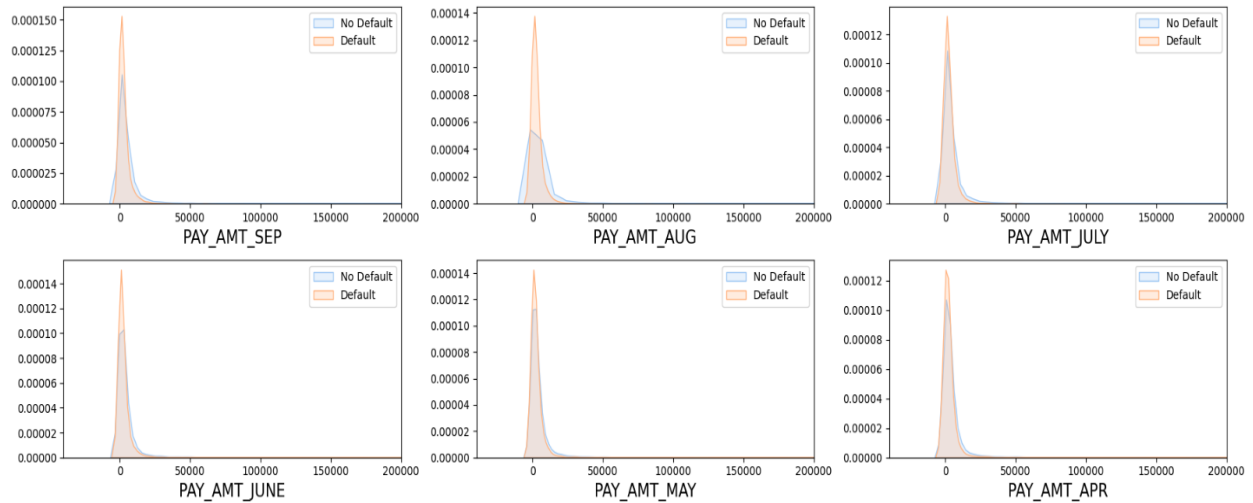 0.000150
0.000125
0.000100
0.000075
0.000050
0.000025
0.000000
0 50000 100000 150000 200000
PAY_AMT_SEP
No Default
Default
0.00014
0.00012
0.00010
0.00008
0.00006
0.00004
0.00002
0.00000
0 50000 100000 150000 200000
PAY_AMT_AUG
No Default
Default
0.00012
0.00010
0.00008
0.00006
0.00004
0.00002
0.00000
0 50000 100000 150000 200000
PAY_AMT_JULY
No Default
Default
0.00014
0.00012
0.00010
0.00008
0.00006
0.00004
0.00002
0.00000
0 50000 100000 150000 200000
PAY_AMT_JUNE
No Default
Default
0.00014
0.00012
0.00010
0.00008
0.00006
0.00004
0.00002
0.00000
0 50000 100000 150000 200000
PAY_AMT_MAY
No Default
Default
0.00012
0.00010
0.00008
0.00006
0.00004
0.00002
0.00000
0 50000 100000 150000 200000
PAY_AMT_APR
No Default
Default